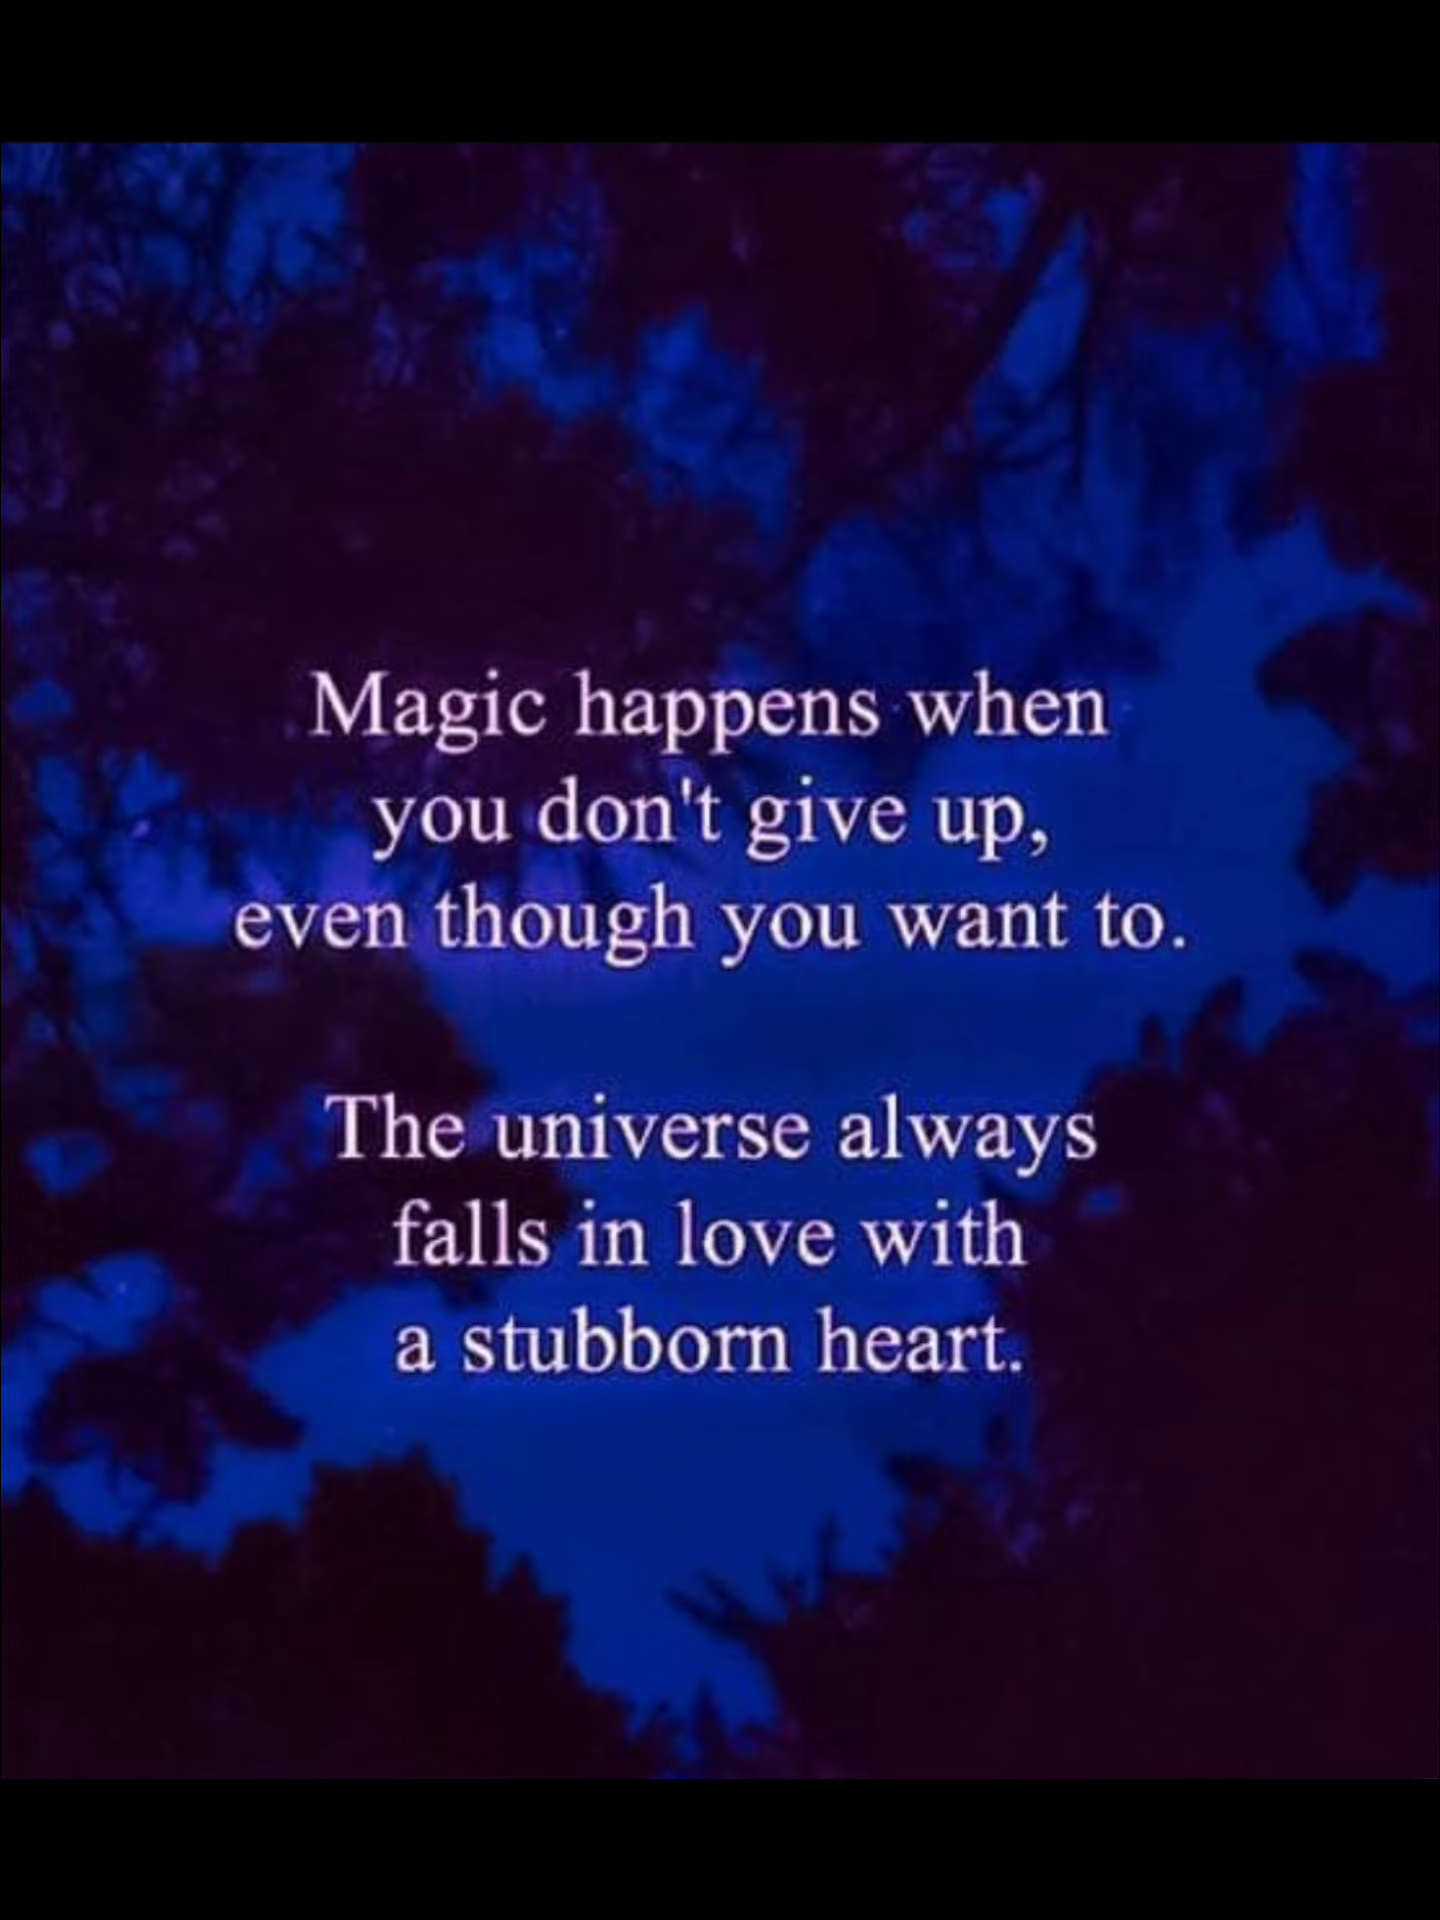 Magic happens when
you don't give up,
even though you want to.
The universe always
falls in love with
a stubborn heart.